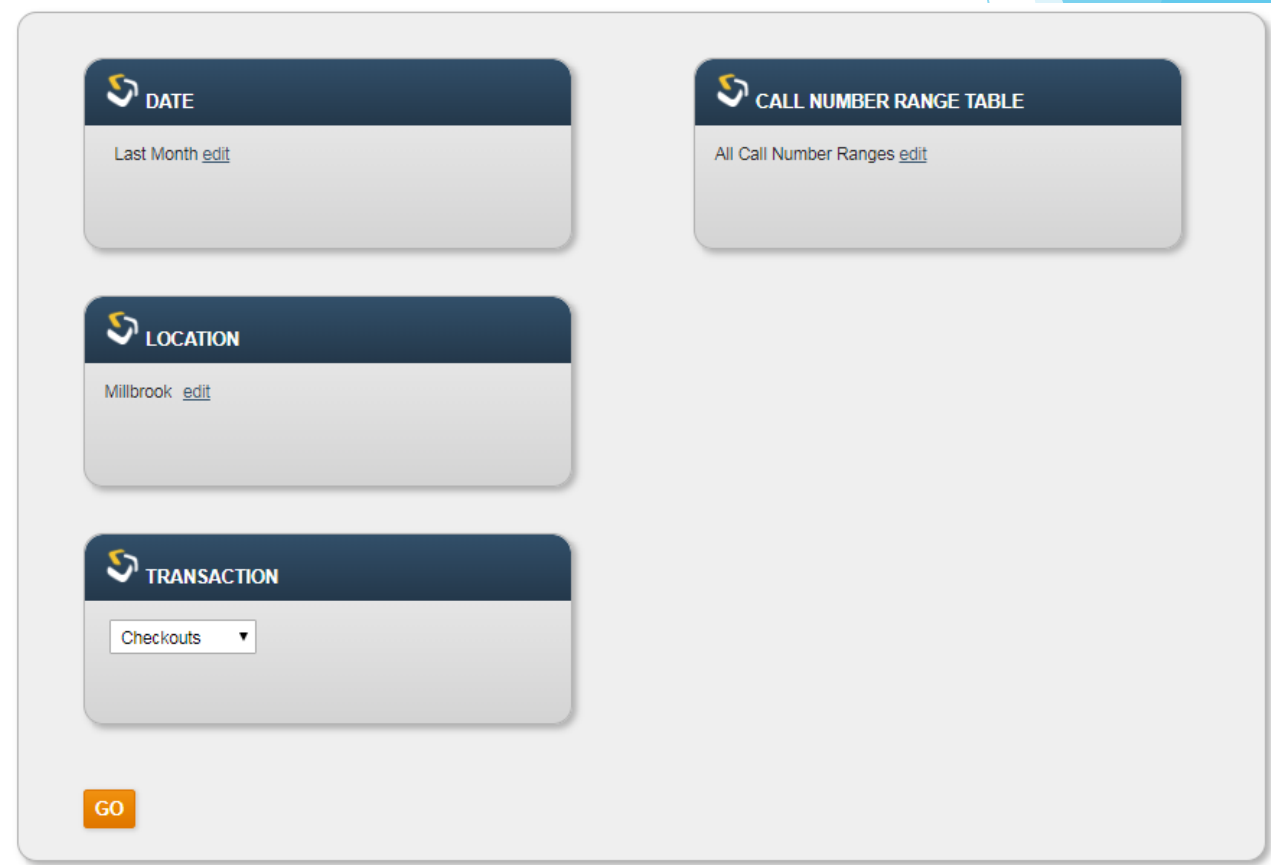 DATE
Last Month edit
CALL NUMBER RANGE TABLE
All Call Number Ranges edit
LOCATION
Millbrook edit
TRANSACTION
Checkouts
GO